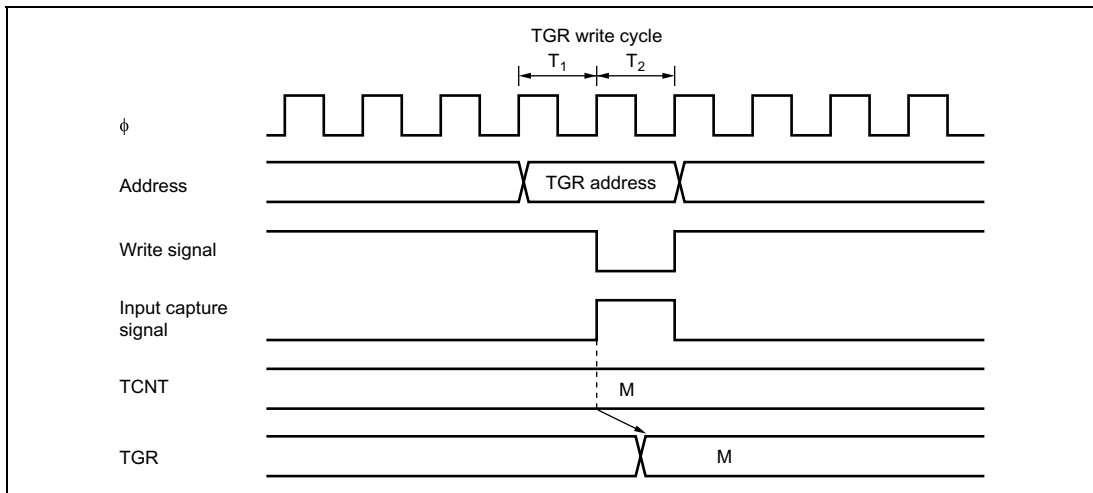 TGR write cycle
T1 T2
ϕ
Address
TGR address
Write signal
Input capture
signal
TCNT
M
TGR
M